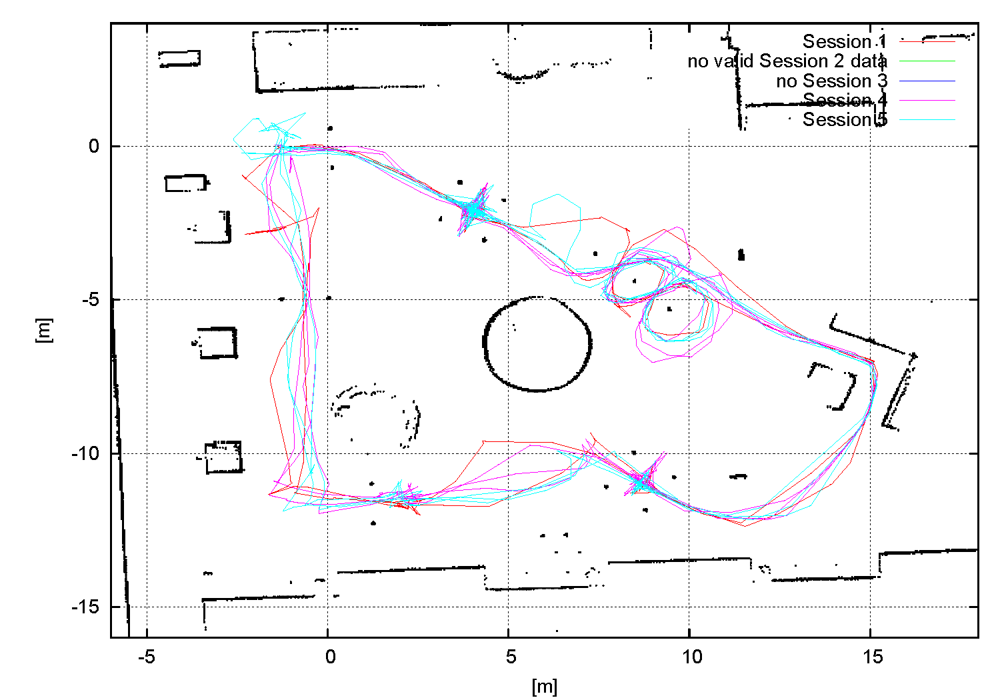 Session 1
no valid Session 2 data
no Session 3
Session 4
Session 5
0
-5
-10
-15
[m]
-5
0
5
10
15
[m]